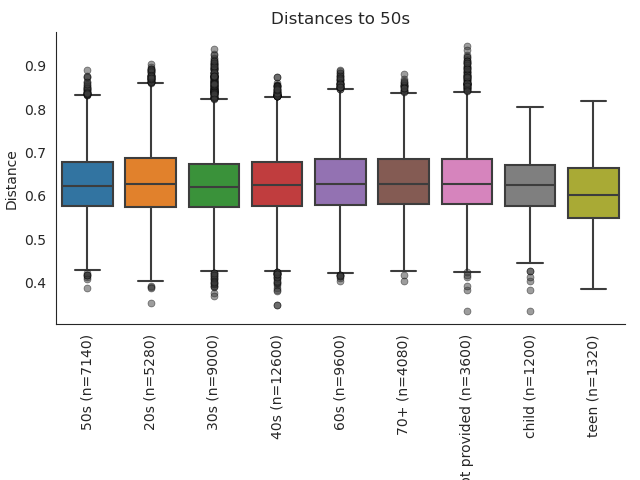 Distances to 50s
Distance
0.9
0.8
0.7
0.6
0.5
0.4
50s (n=7140)
20s (n=5280)
30s (n=9000)
40s (n=12600)
60s (n=9600)
70+ (n=4080)
ot provided (n=3600)
child (n=1200)
teen (n=1320)